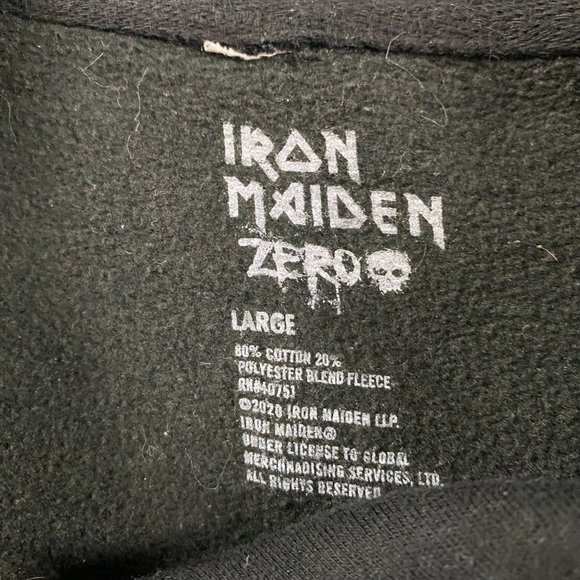 IRON
MAIDEN
ZERO
LARGE
80% COTTON 20%
POLYESTER BLEND FLEECE
RN#40751
©2020 IRON MAIDEN LLP.
IRON MAIDEN®
UNDER LICENSE TO GLOBAL
MERCHNADISING SERVICES, LTD.
ALL RIGHTS RESERVED